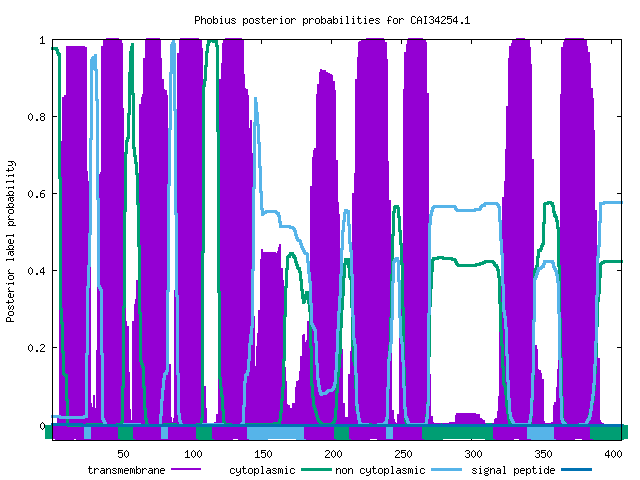 Phobius posterior probabilities for CAI34254.1
Posterior label probability
1
0.8
0.6
0.4
0.2
0
0 50 100 150 200 250 300 350 400
transmembrane cytoplasmic non cytoplasmic signal peptide